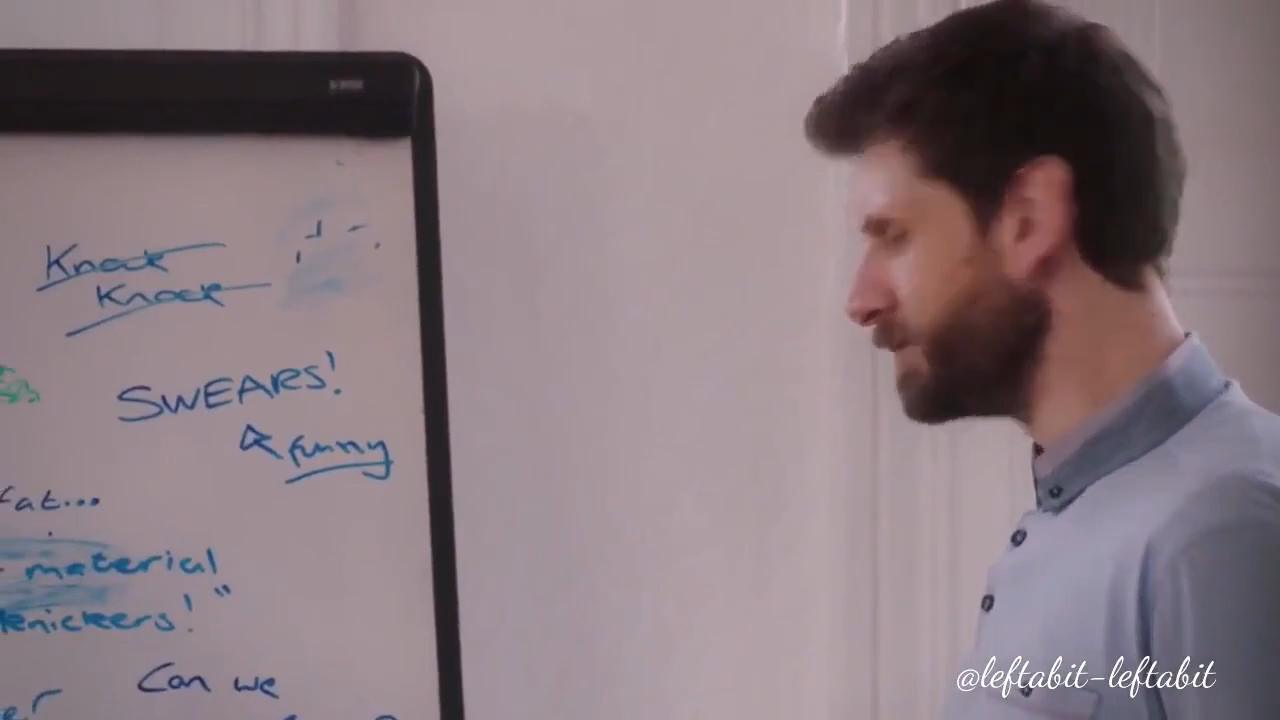 Knock
Knock
SWEARS!
funny
fat...
material
knickers!"
Can we
@leftabit-leftabit